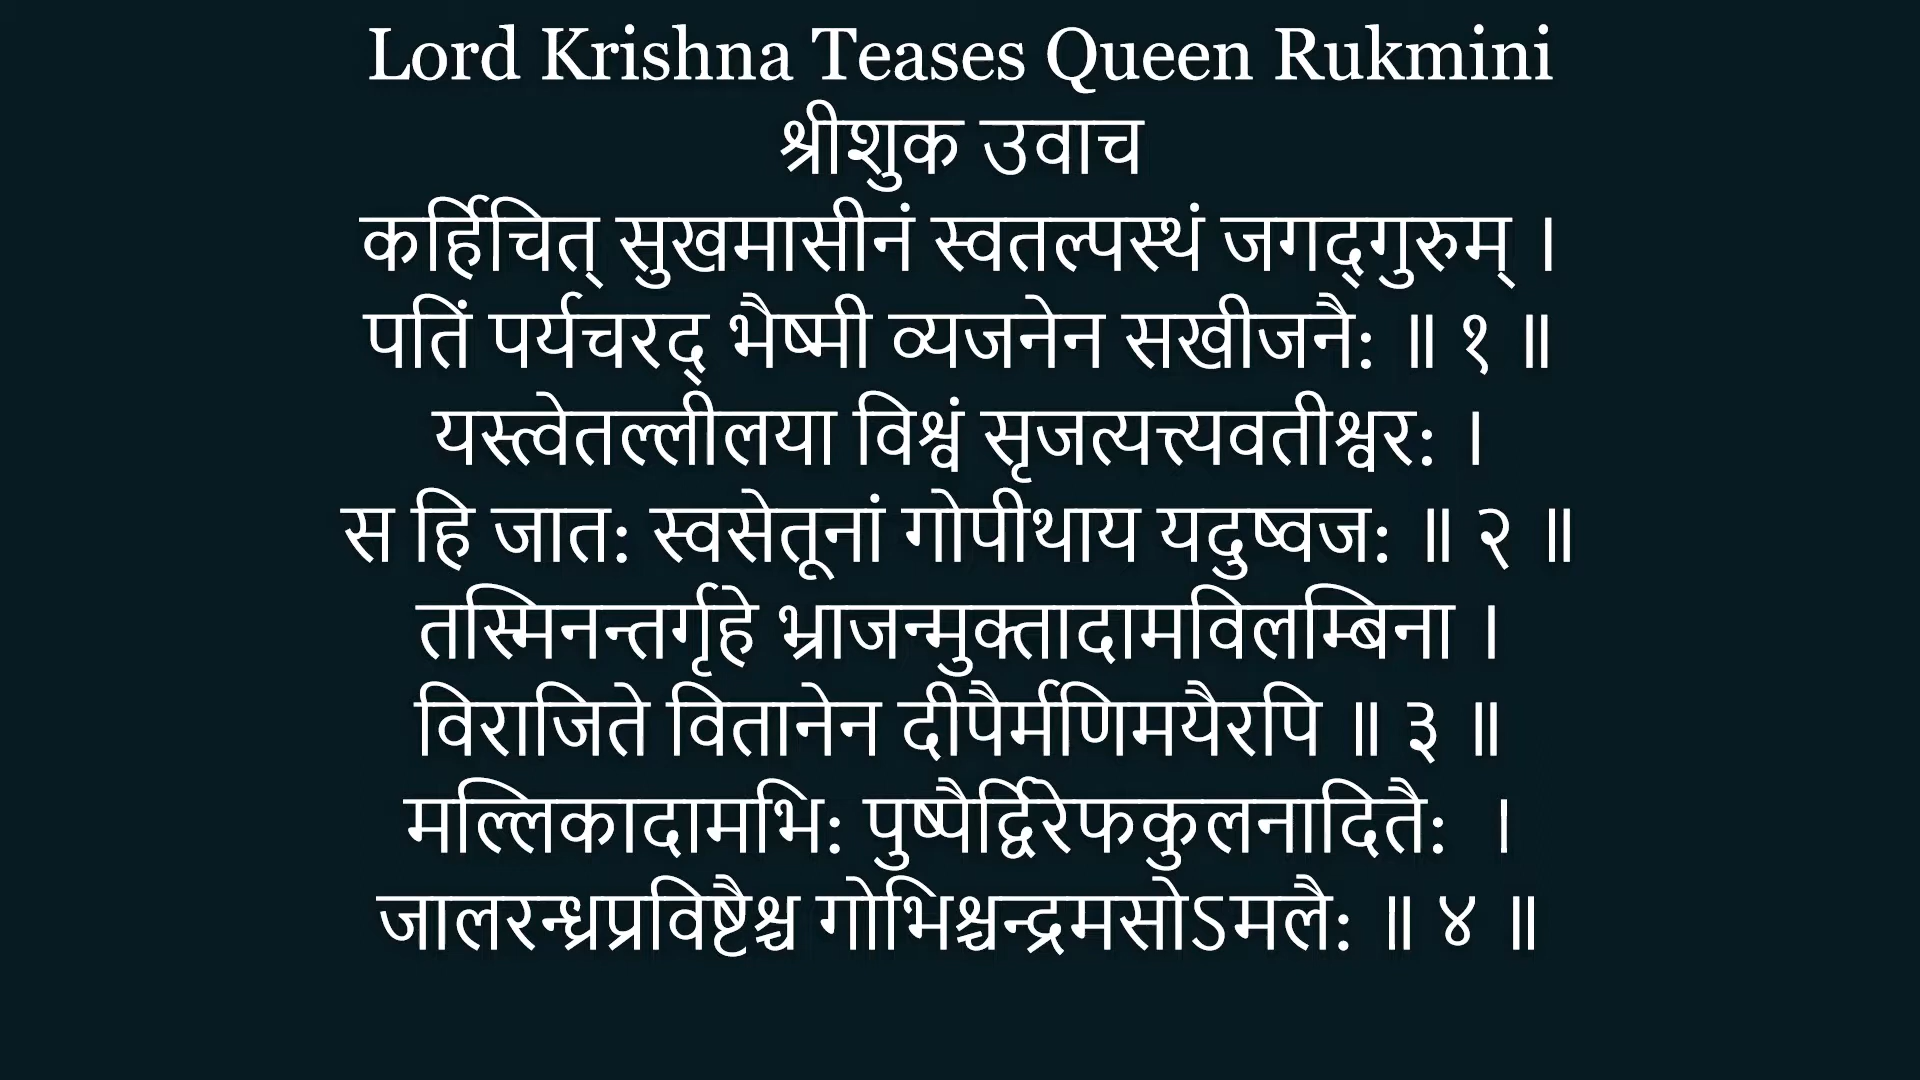 Lord Krishna Teases Queen Rukmini
श्रीशुक उवाच
कर्हिचित् सुखमासीनं स्वतल्पस्थं जगद्‍गुरुम् ।
पतिं पर्यचरद् भैष्मी व्यजनेन सखीजनै: ॥ १ ॥
यस्त्वेतल्लीलया विश्वं सृजत्यत्त्यवतीश्वर: ।
स हि जात: स्वसेतूनां गोपीथाय यदुष्वज: ॥ २ ॥
तस्मिनन्तर्गृहे भ्राजन्मुक्तादामविलम्बिना ।
विराजिते वितानेन दीपैर्मणिमयैरपि ॥ ३ ॥
मल्लिकादामभि: पुष्पैर्द्विरेफकुलनादितै: ।
जालरन्ध्रप्रविष्टैश्च गोभिश्चन्द्रमसोऽमलै: ॥ ४ ॥